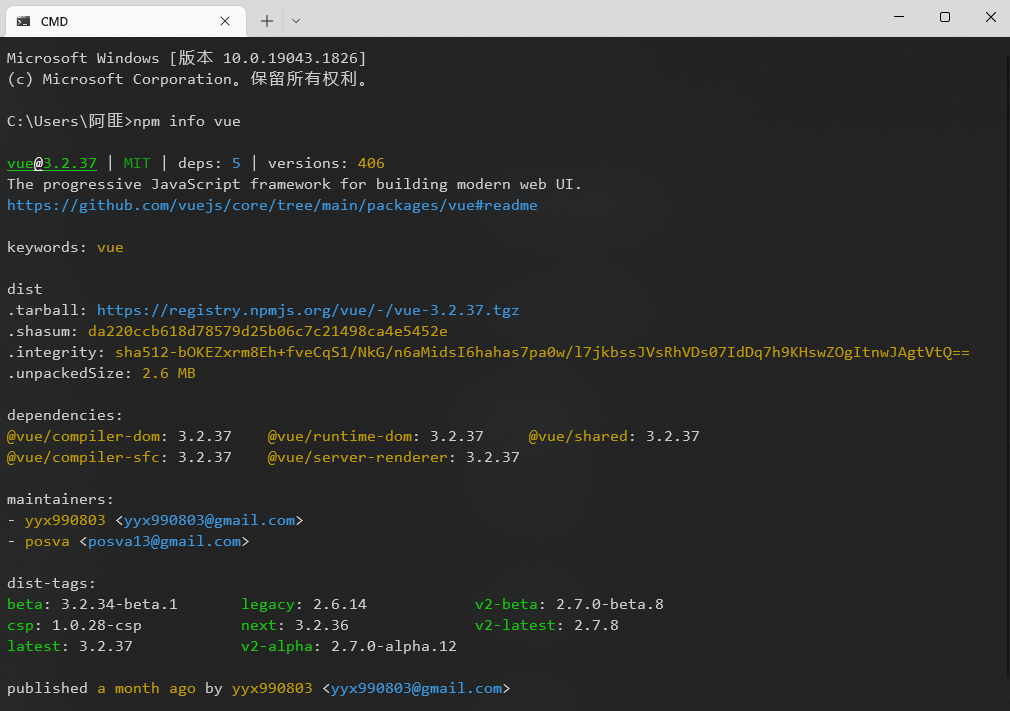 CMD
Microsoft Windows [版本 10.0.19043.1826]
(c) Microsoft Corporation。保留所有权利。
C:\Users\阿匪>npm info vue
vue@3.2.37 | MIT | deps: 5 | versions: 406
The progressive JavaScript framework for building modern web UI.
https://github.com/vuejs/core/tree/main/packages/vue#readme
keywords: vue
dist
.tarball: https://registry.npmjs.org/vue/-/vue-3.2.37.tgz
.shasum: da220ccb618d78579d25b06c7c21498ca4e5452e
.integrity: sha512-bOKEZxrm8Eh+fveCqS1/NkG/n6aMidsI6hahas7pa0w/l7jkbssJVsRhVDs07IdDq7h9KHswZOgItnwJAgtVtQ==
.unpackedSize: 2.6 MB
dependencies:
@vue/compiler-dom: 3.2.37 @vue/runtime-dom: 3.2.37 @vue/shared: 3.2.37
@vue/compiler-sfc: 3.2.37 @vue/server-renderer: 3.2.37
maintainers:
- yyx990803 <yyx990803@gmail.com>
- posva <posva13@gmail.com>
dist-tags:
beta: 3.2.34-beta.1 legacy: 2.6.14 v2-beta: 2.7.0-beta.8
csp: 1.0.28-csp next: 3.2.36 v2-latest: 2.7.8
latest: 3.2.37 v2-alpha: 2.7.0-alpha.12
published a month ago by yyx990803 <yyx990803@gmail.com>